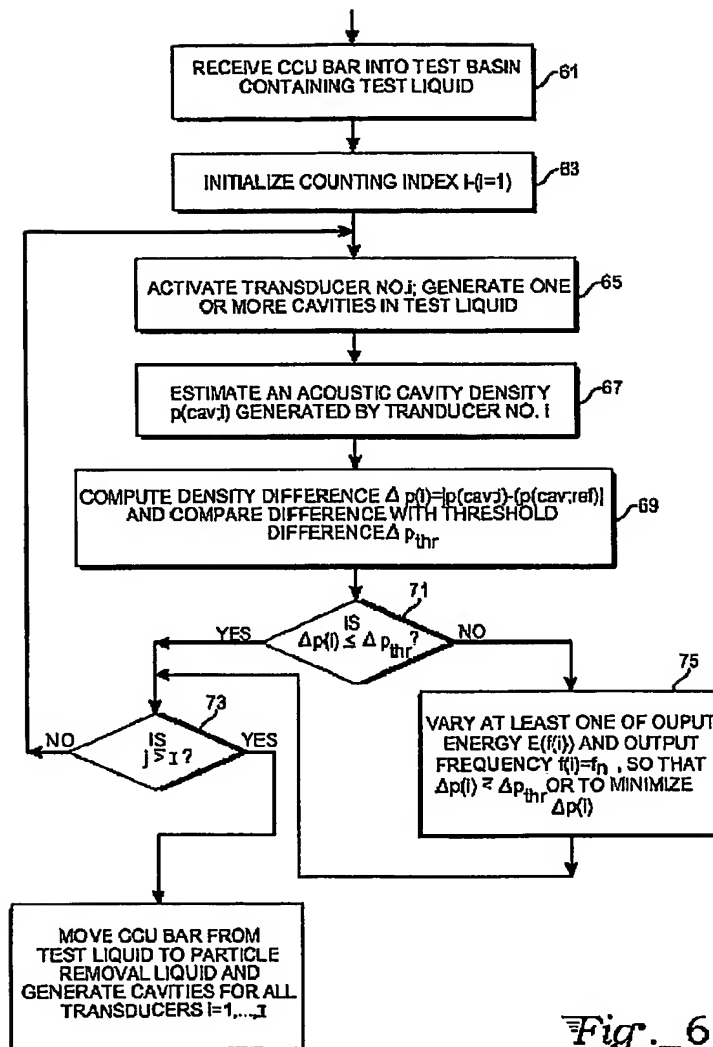 RECEIVE CCU BAR INTO TEST BASIN
CONTAINING TEST LIQUID
61
INITIALIZE COUNTING INDEX I-(i=1)
63
ACTIVATE TRANSDUCER NO.i; GENERATE ONE
OR MORE CAVITIES IN TEST LIQUID
65
ESTIMATE AN ACOUSTIC CAVITY DENSITY
p(cav;i) GENERATED BY TRANDUCER NO. i
67
COMPUTE DENSITY DIFFERENCE Δ p(i)=|p(cav;i)-(p(cav;ref)|
AND COMPARE DIFFERENCE WITH THRESHOLD
DIFFERENCE Δ pthr
69
71
YES
IS
Δp(i) ≤ Δ pthr?
NO
75
VARY AT LEAST ONE OF OUPUT
ENERGY E(f(i)) AND OUTPUT
FREQUENCY f(i)=fn , SO THAT
Δp(i) ≤ Δpthr OR TO MINIMIZE
Δp(i)
73
NO
IS
YES
MOVE CCU BAR FROM
TEST LIQUID TO PARTICLE
REMOVAL LIQUID AND
GENERATE CAVITIES FOR ALL
TRANSDUCERS i=1,...,I
Fig._6